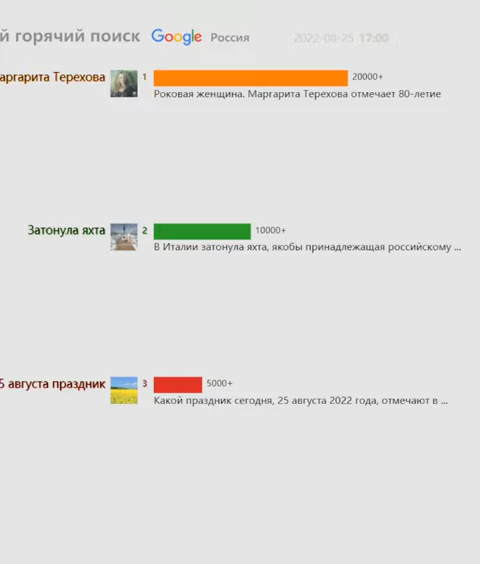 й горячий поиск Google Россия 2022-08-25 17:00
аргарита Терехова 1 20000+
Роковая женщина. Маргарита Терехова отмечает 80-летие
Затонула яхта 2 10000+
В Италии затонула яхта, якобы принадлежащая российскому ...
5 августа праздник 3 5000+
Какой праздник сегодня, 25 августа 2022 года, отмечают в ...